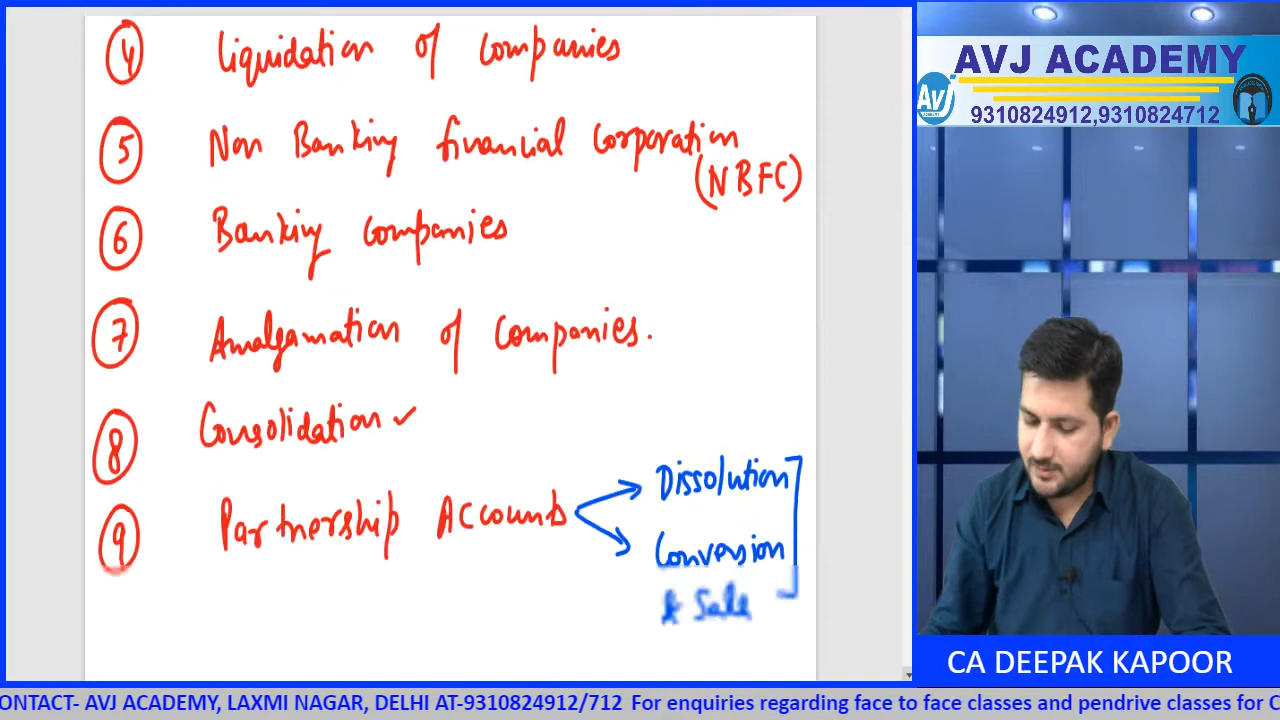 4 Liquidation of Companies
5 Non Banking financial Corporation
(NBFC)
6 Banking Companies
7 Amalgamation of Companies.
8 Consolidation ✓
9 Partnership Accounts
Dissolution
Conversion
& Sale
AVJ ACADEMY
AVJ
9310824912,9310824712
CA DEEPAK KAPOOR
ONTACT- AVJ ACADEMY, LAXMI NAGAR, DELHI AT-9310824912/712 For enquiries regarding face to face classes and pendrive classes for C